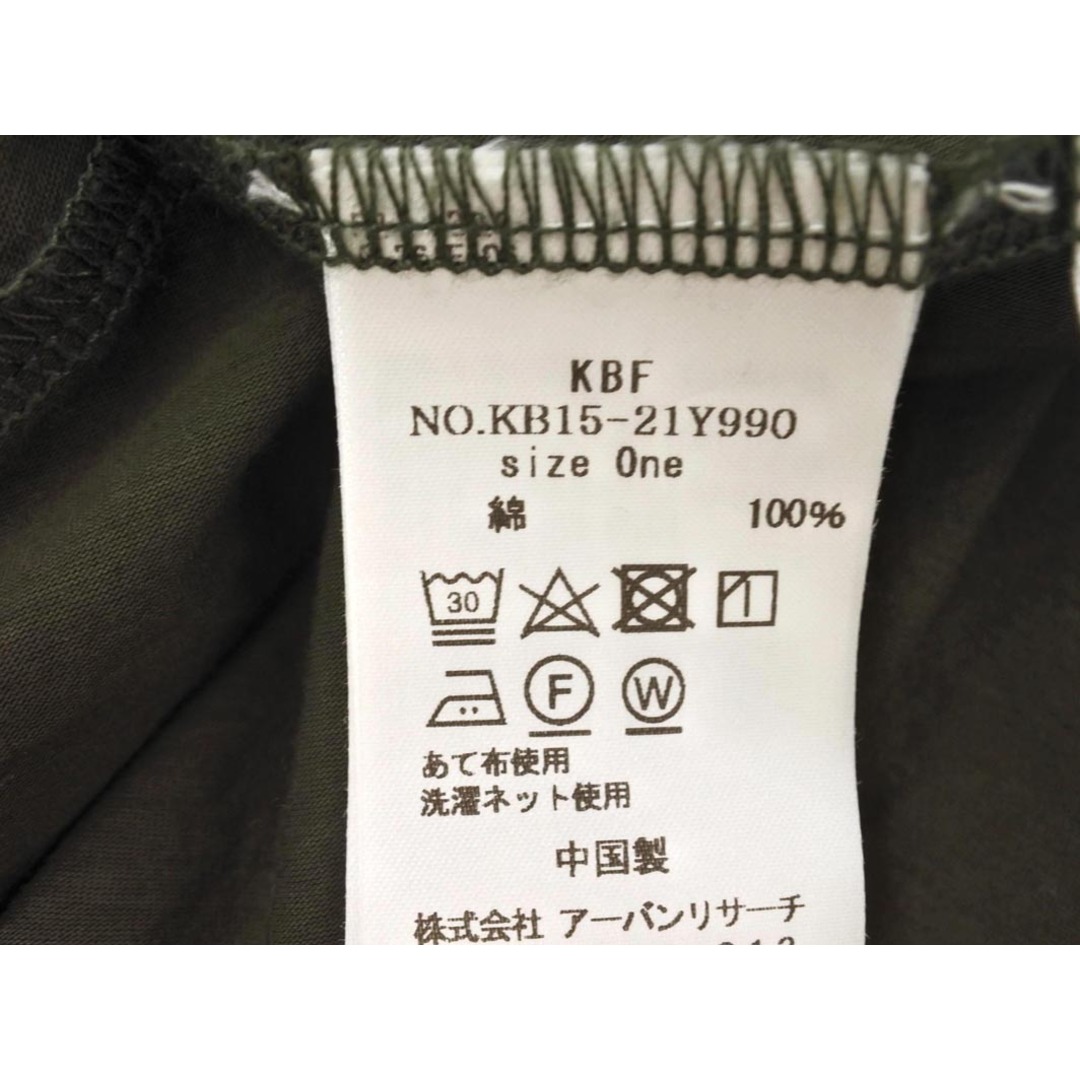 KBF
NO.KB15-21Y990
size One
綿 100%
30
F W
あて布使用
洗濯ネット使用
中国製
株式会社 アーバンリサーチ